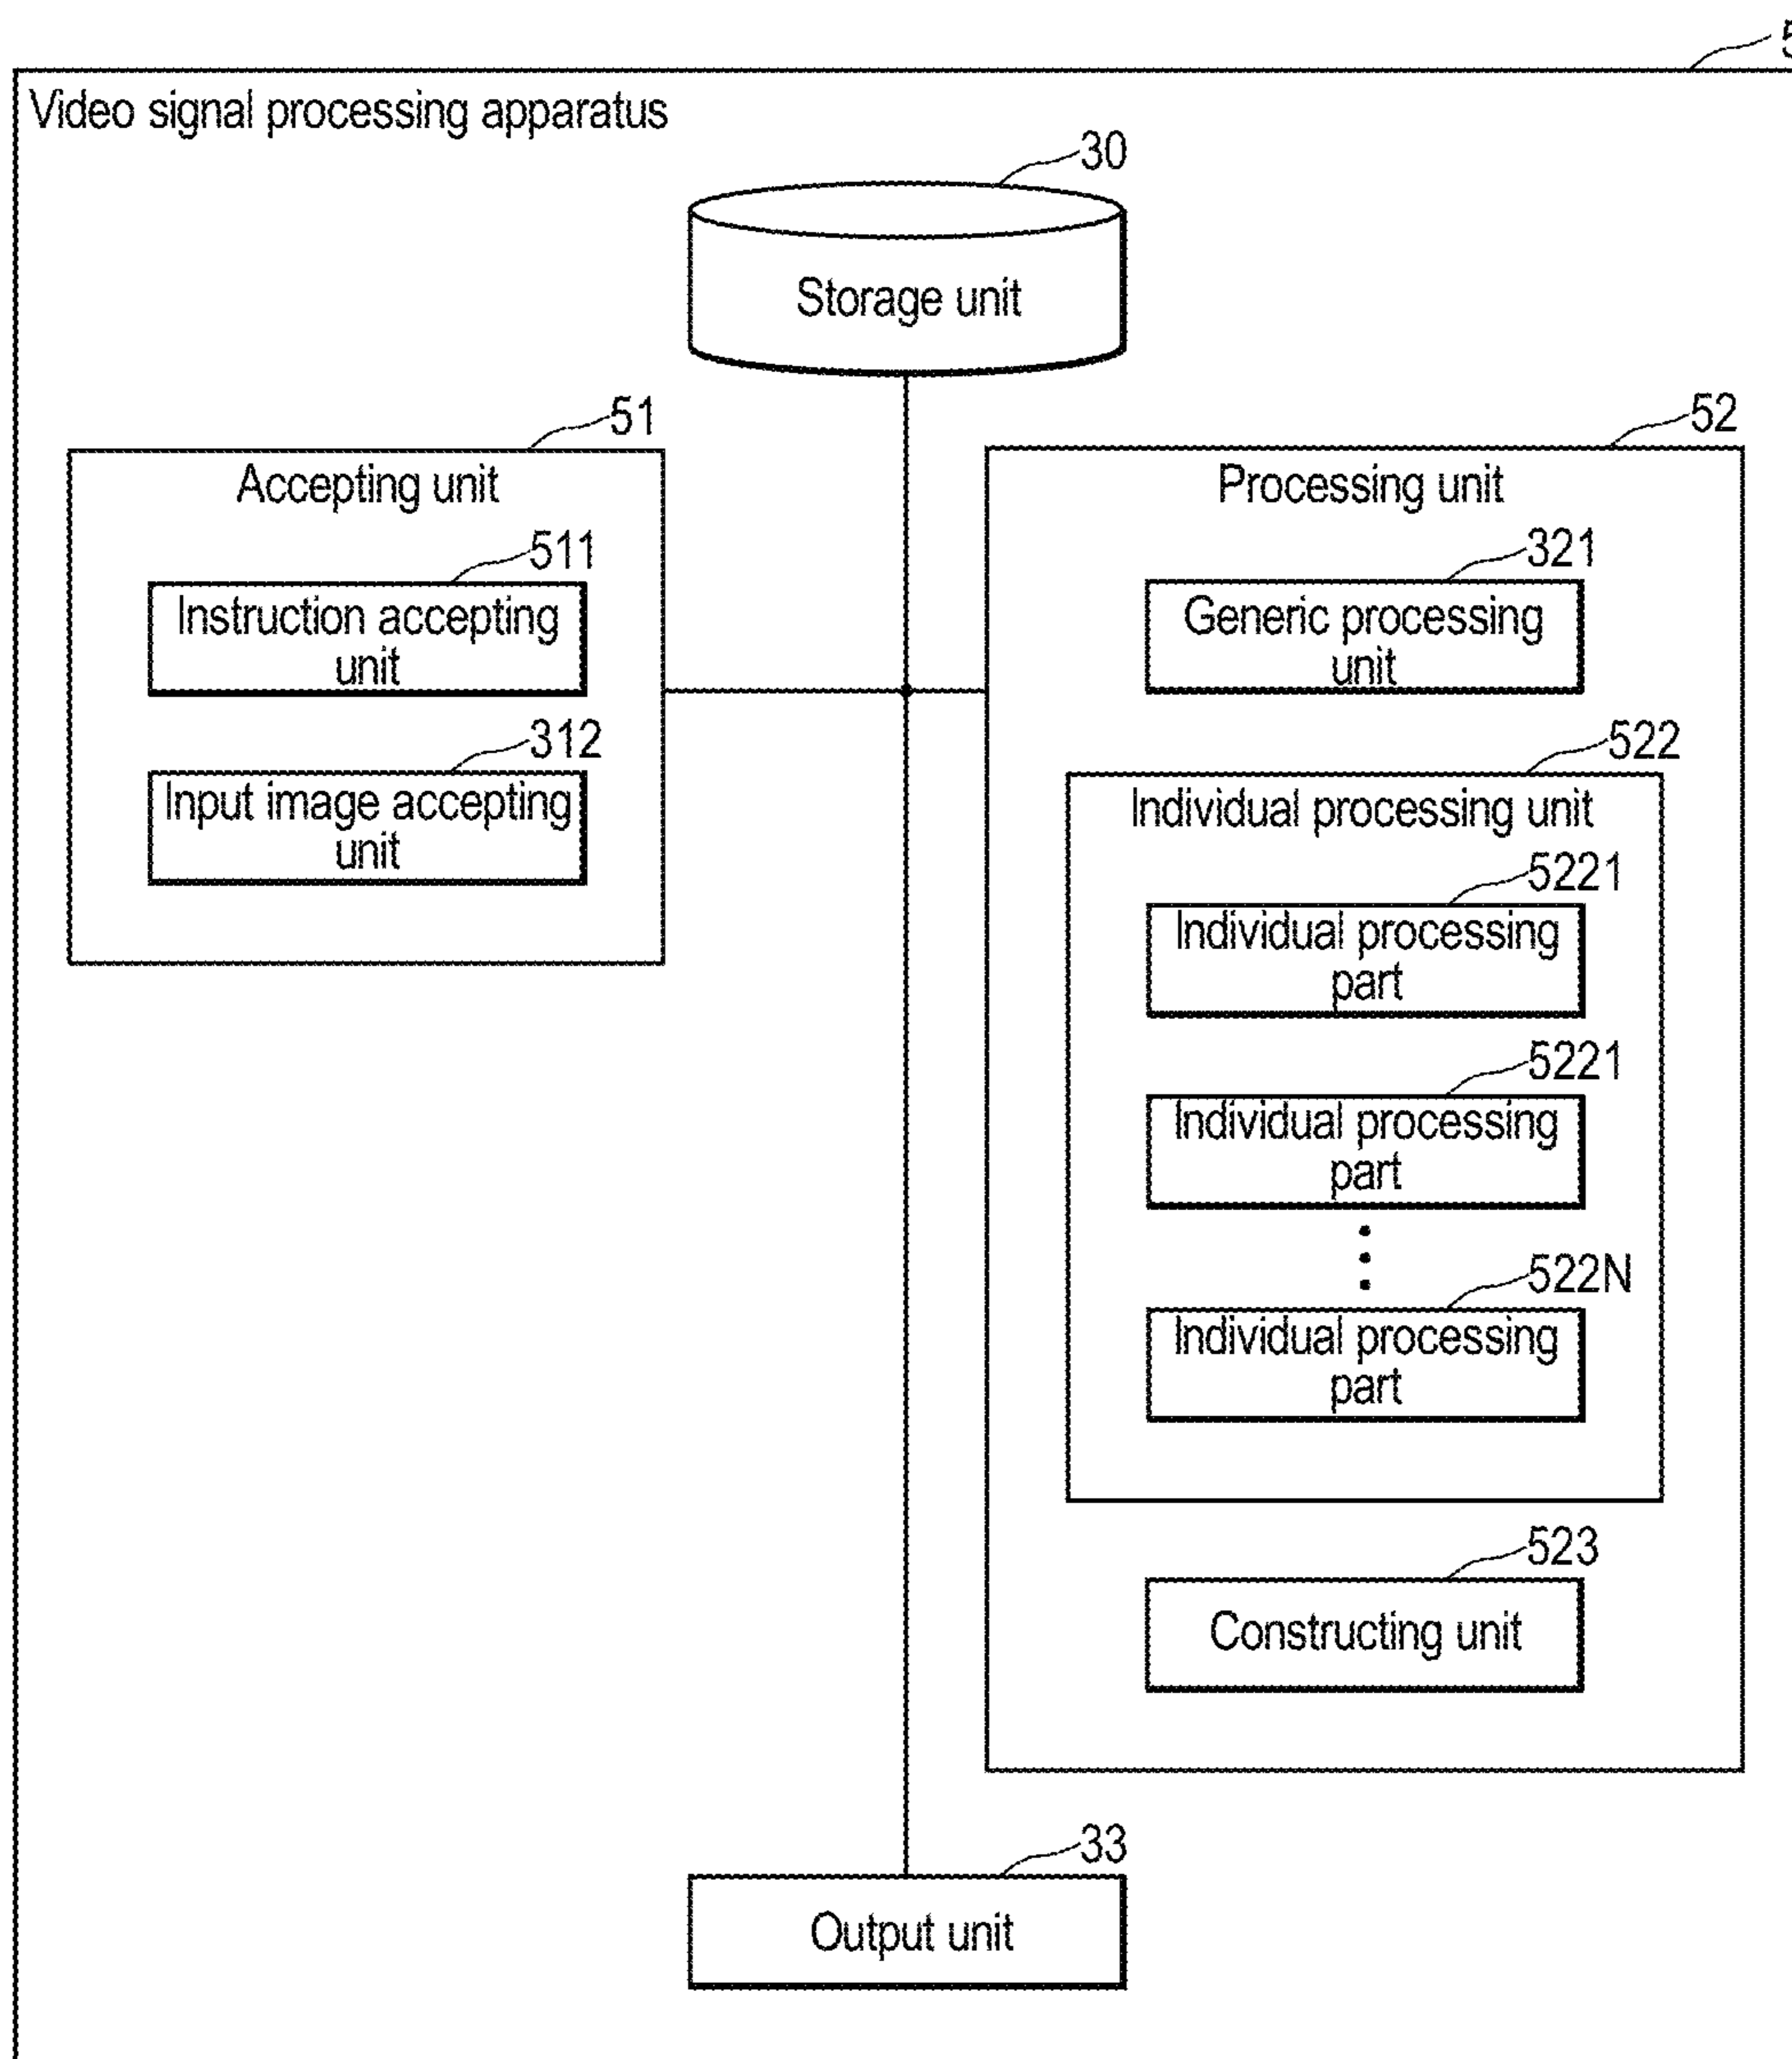 5
Video signal processing apparatus
30
Storage unit
51
Accepting unit
511
Instruction accepting
unit
312
Input image accepting
unit
52
Processing unit
321
Generic processing
unit
522
Individual processing unit
5221
Individual processing
part
5221
Individual processing
part
522N
Individual processing
part
523
Constructing unit
33
Output unit